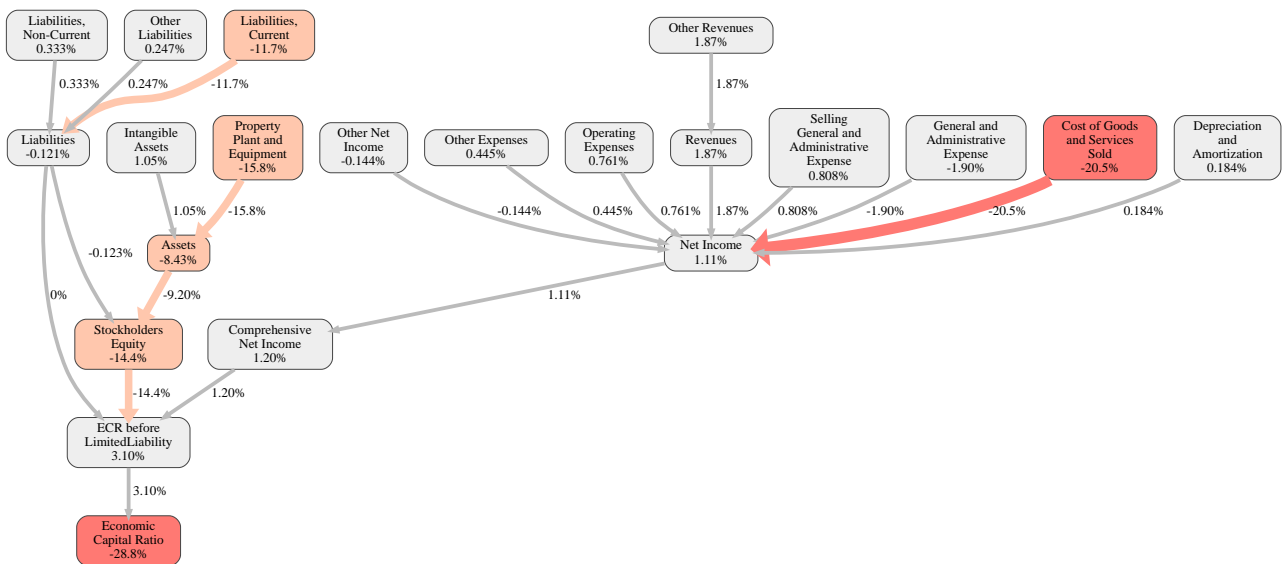 Liabilities,
Non-Current
0.333%
Other
Liabilities
0.247%
Liabilities,
Current
-11.7%
Other Revenues
1.87%
0.333%
0.247%
-11.7%
1.87%
Liabilities
-0.121%
Intangible
Assets
1.05%
Property
Plant and
Equipment
-15.8%
Other Net
Income
-0.144%
Other Expenses
0.445%
Operating
Expenses
0.761%
Revenues
1.87%
Selling
General and
Administrative
Expense
0.808%
General and
Administrative
Expense
-1.90%
Cost of Goods
and Services
Sold
-20.5%
Depreciation
and
Amortization
0.184%
1.05%
-15.8%
-0.144%
0.445%
0.761%
1.87%
0.808%
-1.90%
-20.5%
0.184%
Assets
-8.43%
Net Income
1.11%
-0.123%
0%
-9.20%
1.11%
Stockholders
Equity
-14.4%
Comprehensive
Net Income
1.20%
-14.4%
1.20%
ECR before
LimitedLiability
3.10%
3.10%
Economic
Capital Ratio
-28.8%